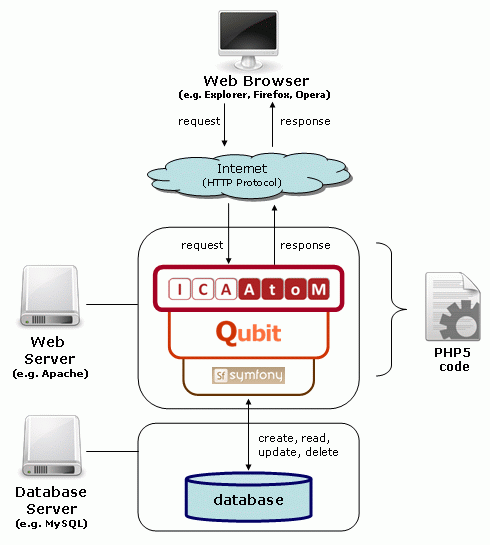 Web Browser
(e.g. Explorer, Firefox, Opera)
request
response
Internet
(HTTP Protocol)
request
response
ICAAtoM
Qubit
sf symfony
Web
Server
(e.g. Apache)
PHP5
code
create, read,
update, delete
database
Database
Server
(e.g. MySQL)